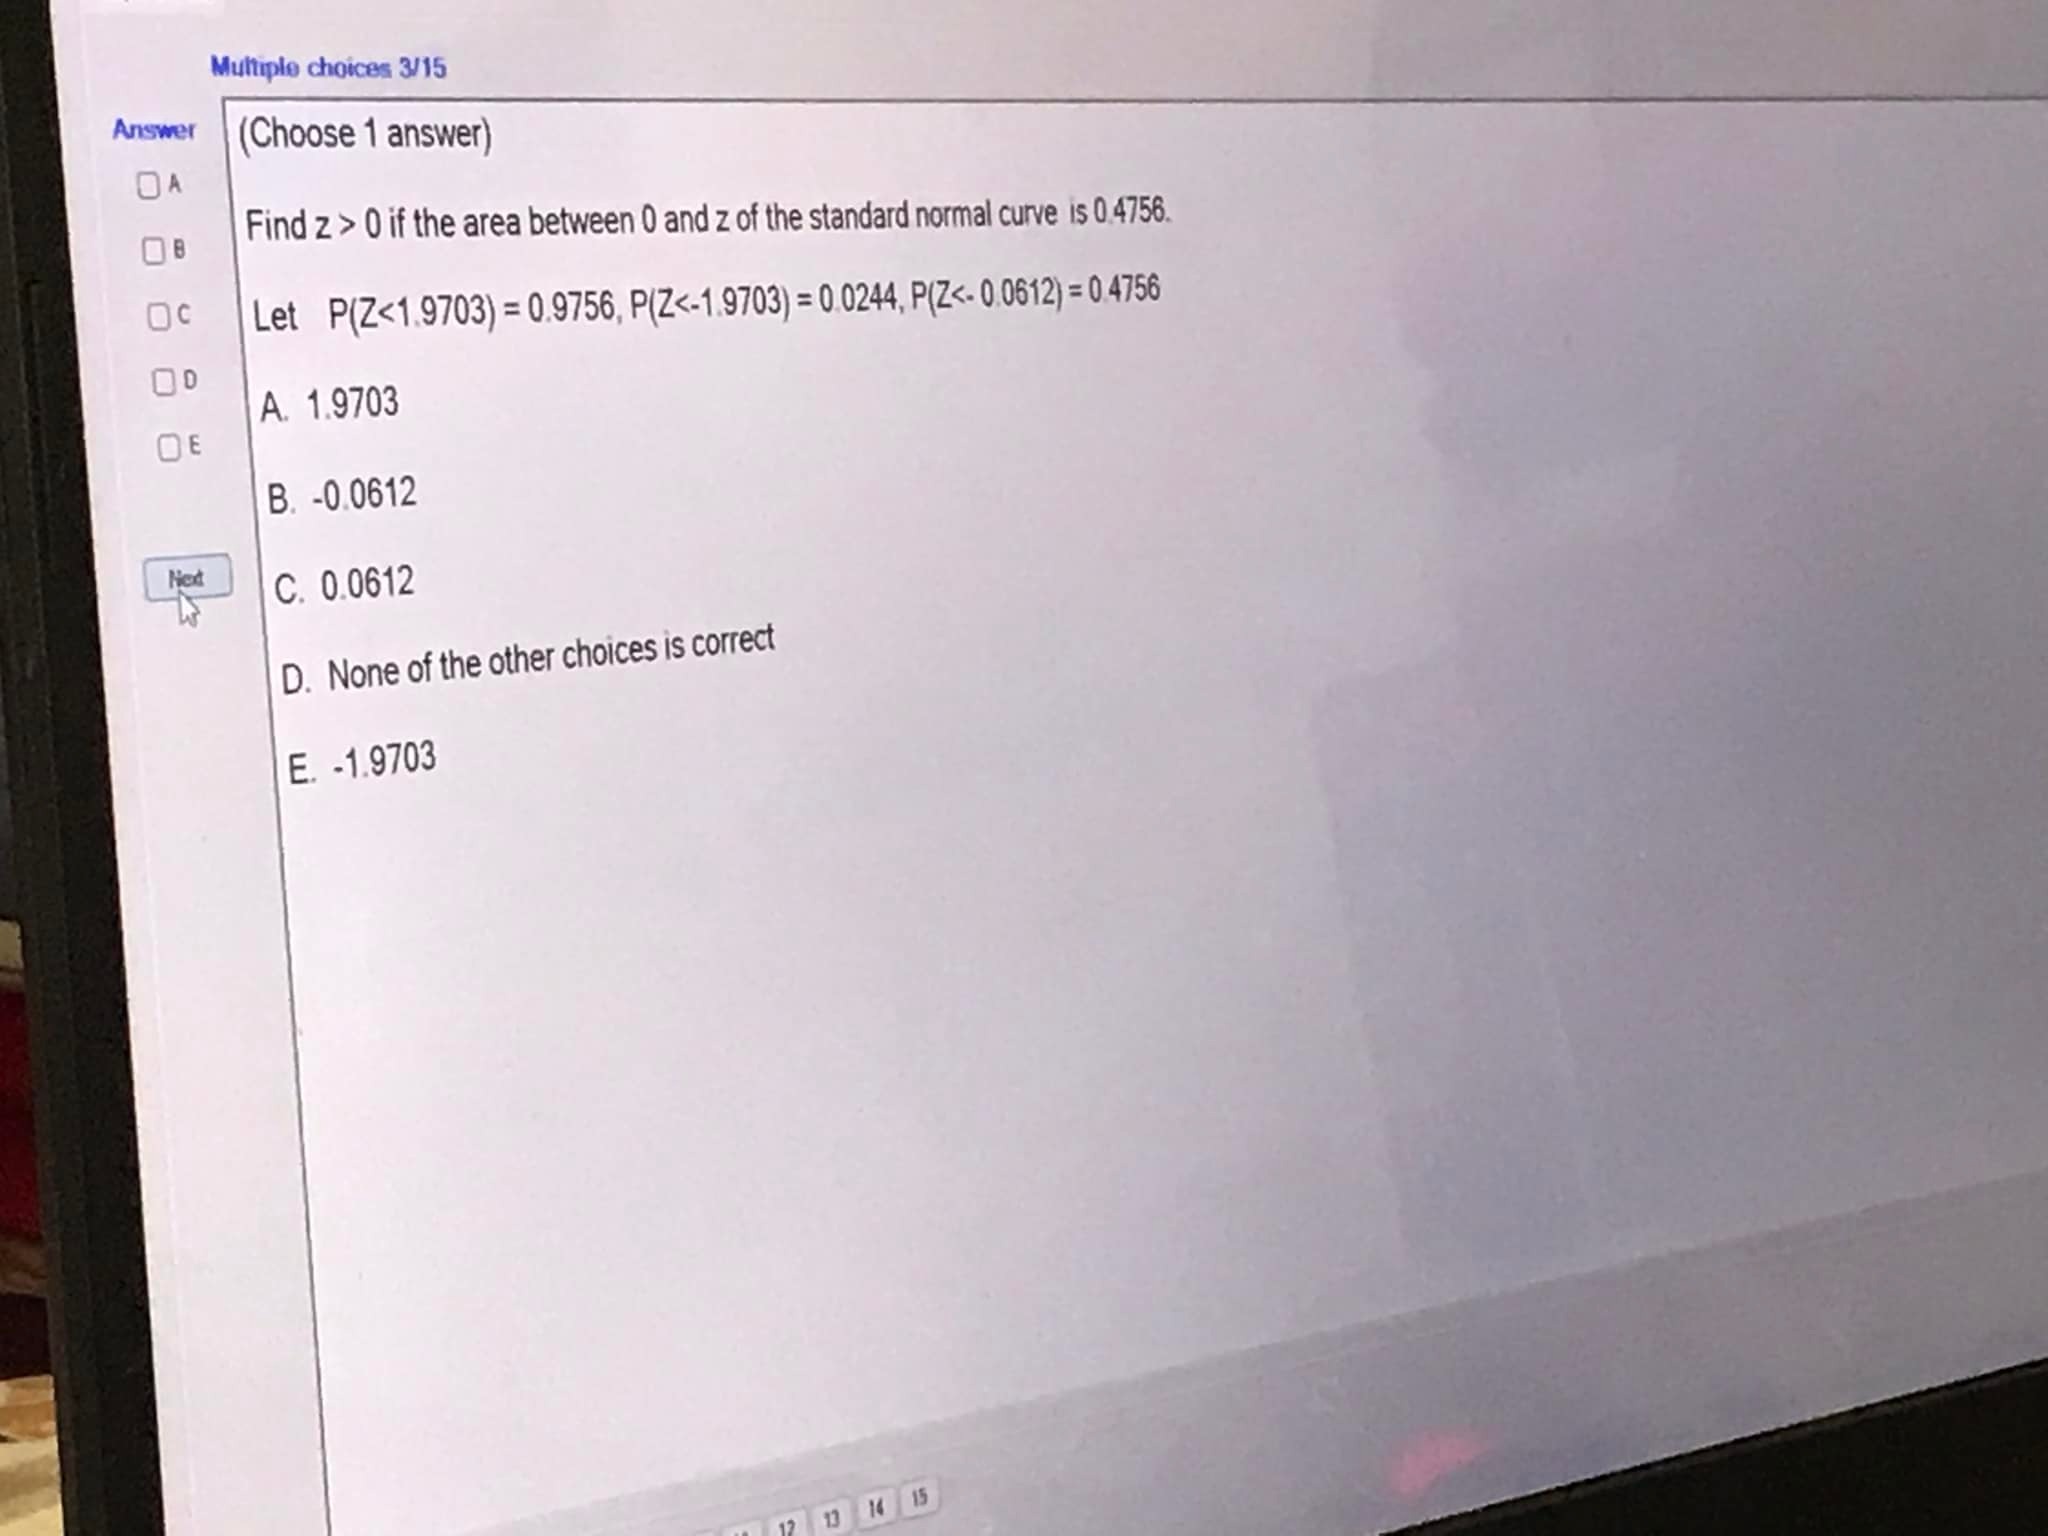 Multiple choices 3/15
Answer
(Choose 1 answer)
A
B
C
D
E
Next
Find z > 0 if the area between 0 and z of the standard normal curve is 0.4756.
Let P(Z<1.9703) = 0.9756, P(Z<-1.9703) = 0.0244, P(Z<- 0.0612) = 0.4756
A. 1.9703
B. -0.0612
C. 0.0612
D. None of the other choices is correct
E. -1.9703
12 13 14 15